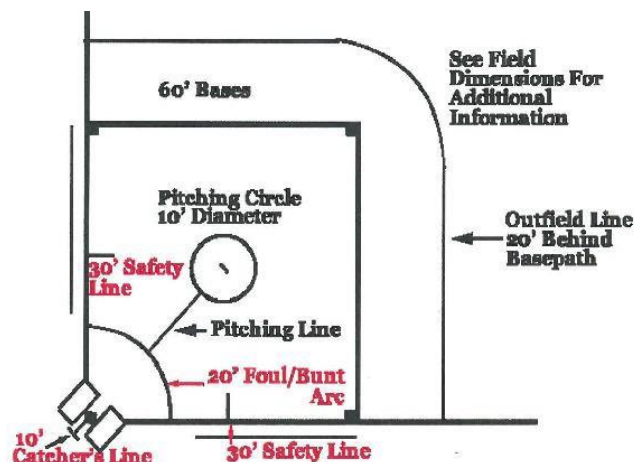 See Field
Dimensions For
Additional
Information
60' Bases
Pitching Circle
10' Diameter
Outfield Line
20' Behind
Basepath
30' Safety
Line
Pitching Line
20' Foul/Bunt
Arc
10'
Catcher's Line
30' Safety Line